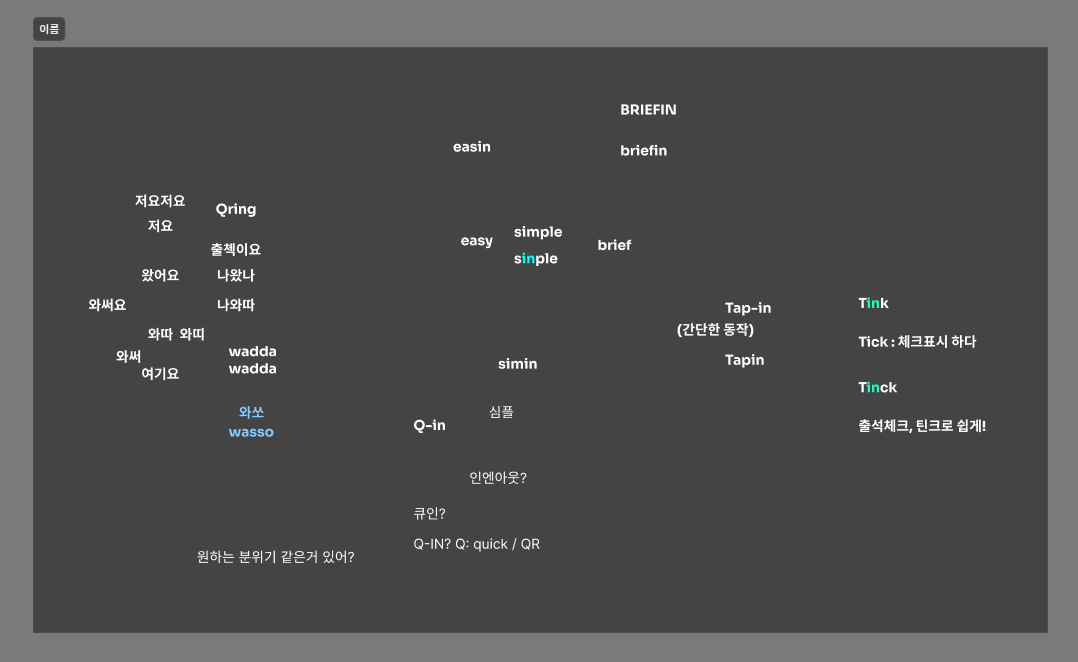 이름
BRIEFIN
easin
briefin
저요저요
Qring
저요
출첵이요
easy
simple
sinple
brief
왔어요
나왔나
와써요
나와따
와따 와띠
와써
여기요
wadda
wadda
와쏘
wasso
simin
심플
Q-in
인엔아웃?
큐인?
Q-IN? Q: quick / QR
원하는 분위기 같은거 있어?
Tap-in
(간단한 동작)
Tapin
Tink
Tick : 체크표시 하다
Tinck
출석체크, 틴크로 쉽게!